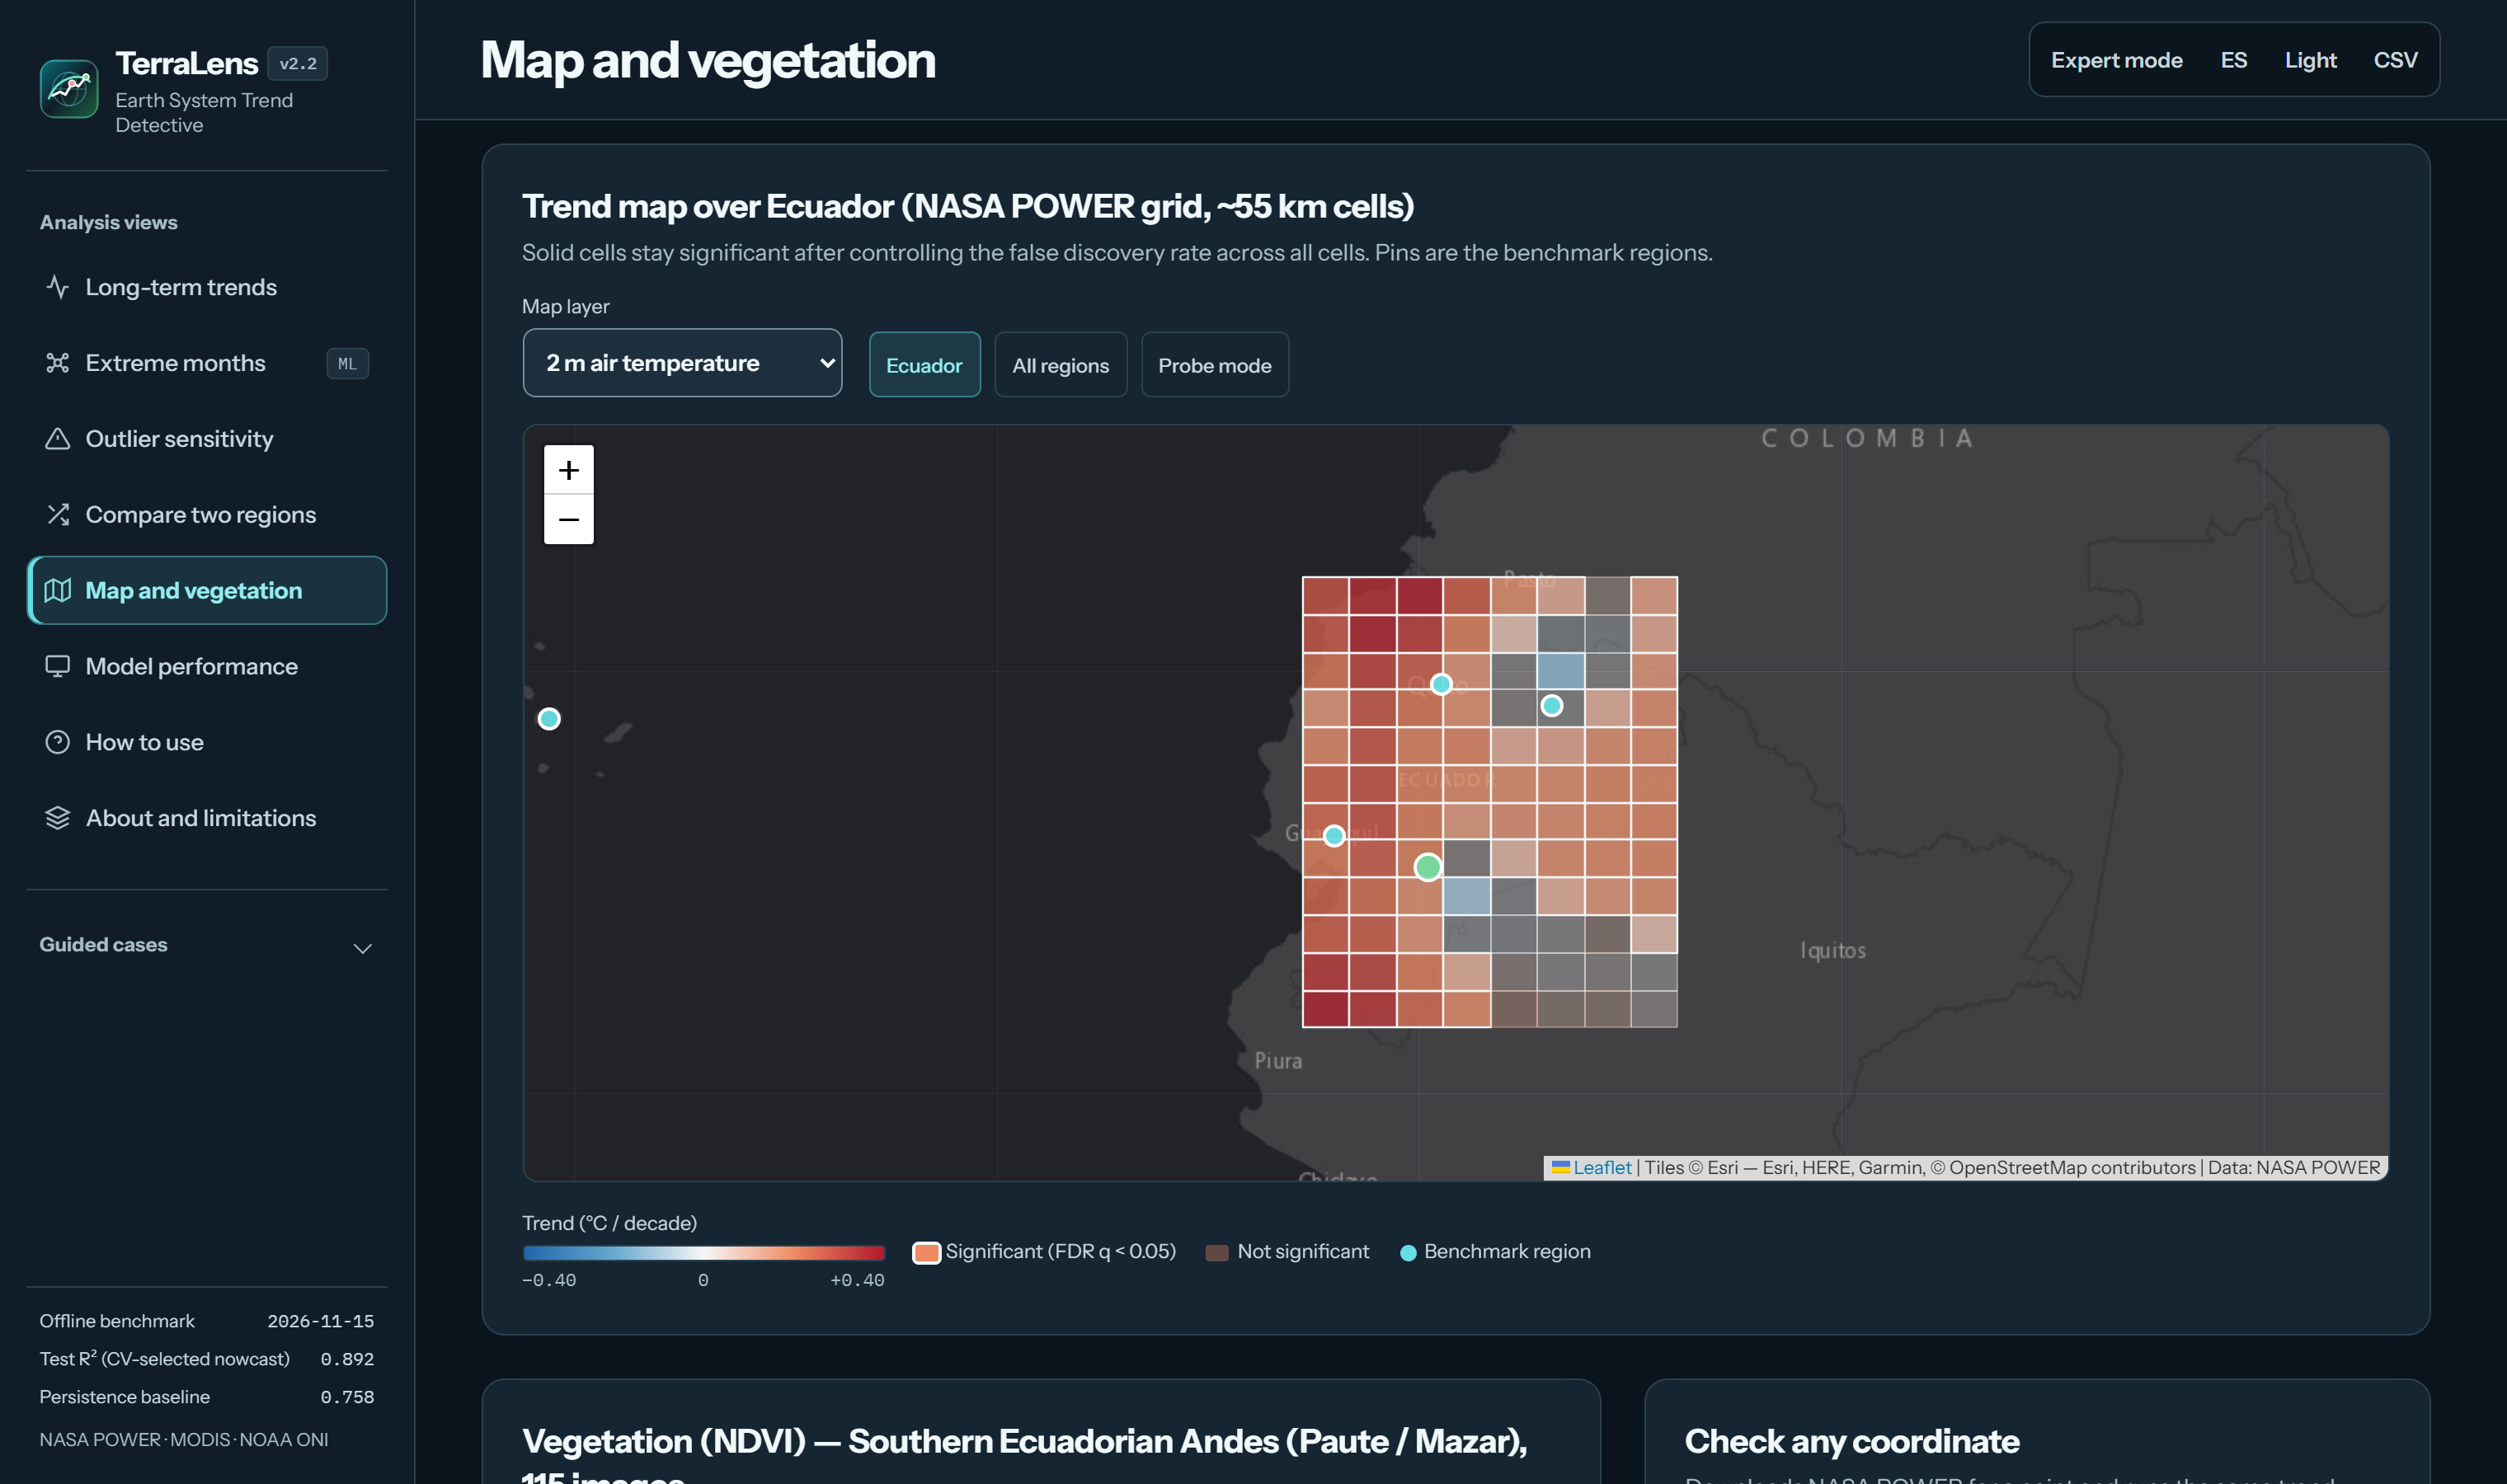 TerraLens v2.2
Earth System Trend
Detective
Analysis views
Long-term trends
Extreme months ML
Outlier sensitivity
Compare two regions
Map and vegetation
Model performance
How to use
About and limitations
Guided cases
Offline benchmark 2026-11-15
Test R² (CV-selected nowcast) 0.892
Persistence baseline 0.758
NASA POWER · MODIS · NOAA ONI
Map and vegetation
Expert mode ES Light CSV
Trend map over Ecuador (NASA POWER grid, ~55 km cells)
Solid cells stay significant after controlling the false discovery rate across all cells. Pins are the benchmark regions.
Map layer
2 m air temperature Ecuador All regions Probe mode
+
−
COLOMBIA
Pasto
ECUADOR
Iquitos
Piura
Leaflet | Tiles © Esri — Esri, HERE, Garmin, © OpenStreetMap contributors | Data: NASA POWER
Trend (°C / decade)
−0.40 0 +0.40
Significant (FDR q < 0.05) Not significant Benchmark region
Vegetation (NDVI) — Southern Ecuadorian Andes (Paute / Mazar),
115 images
Check any coordinate